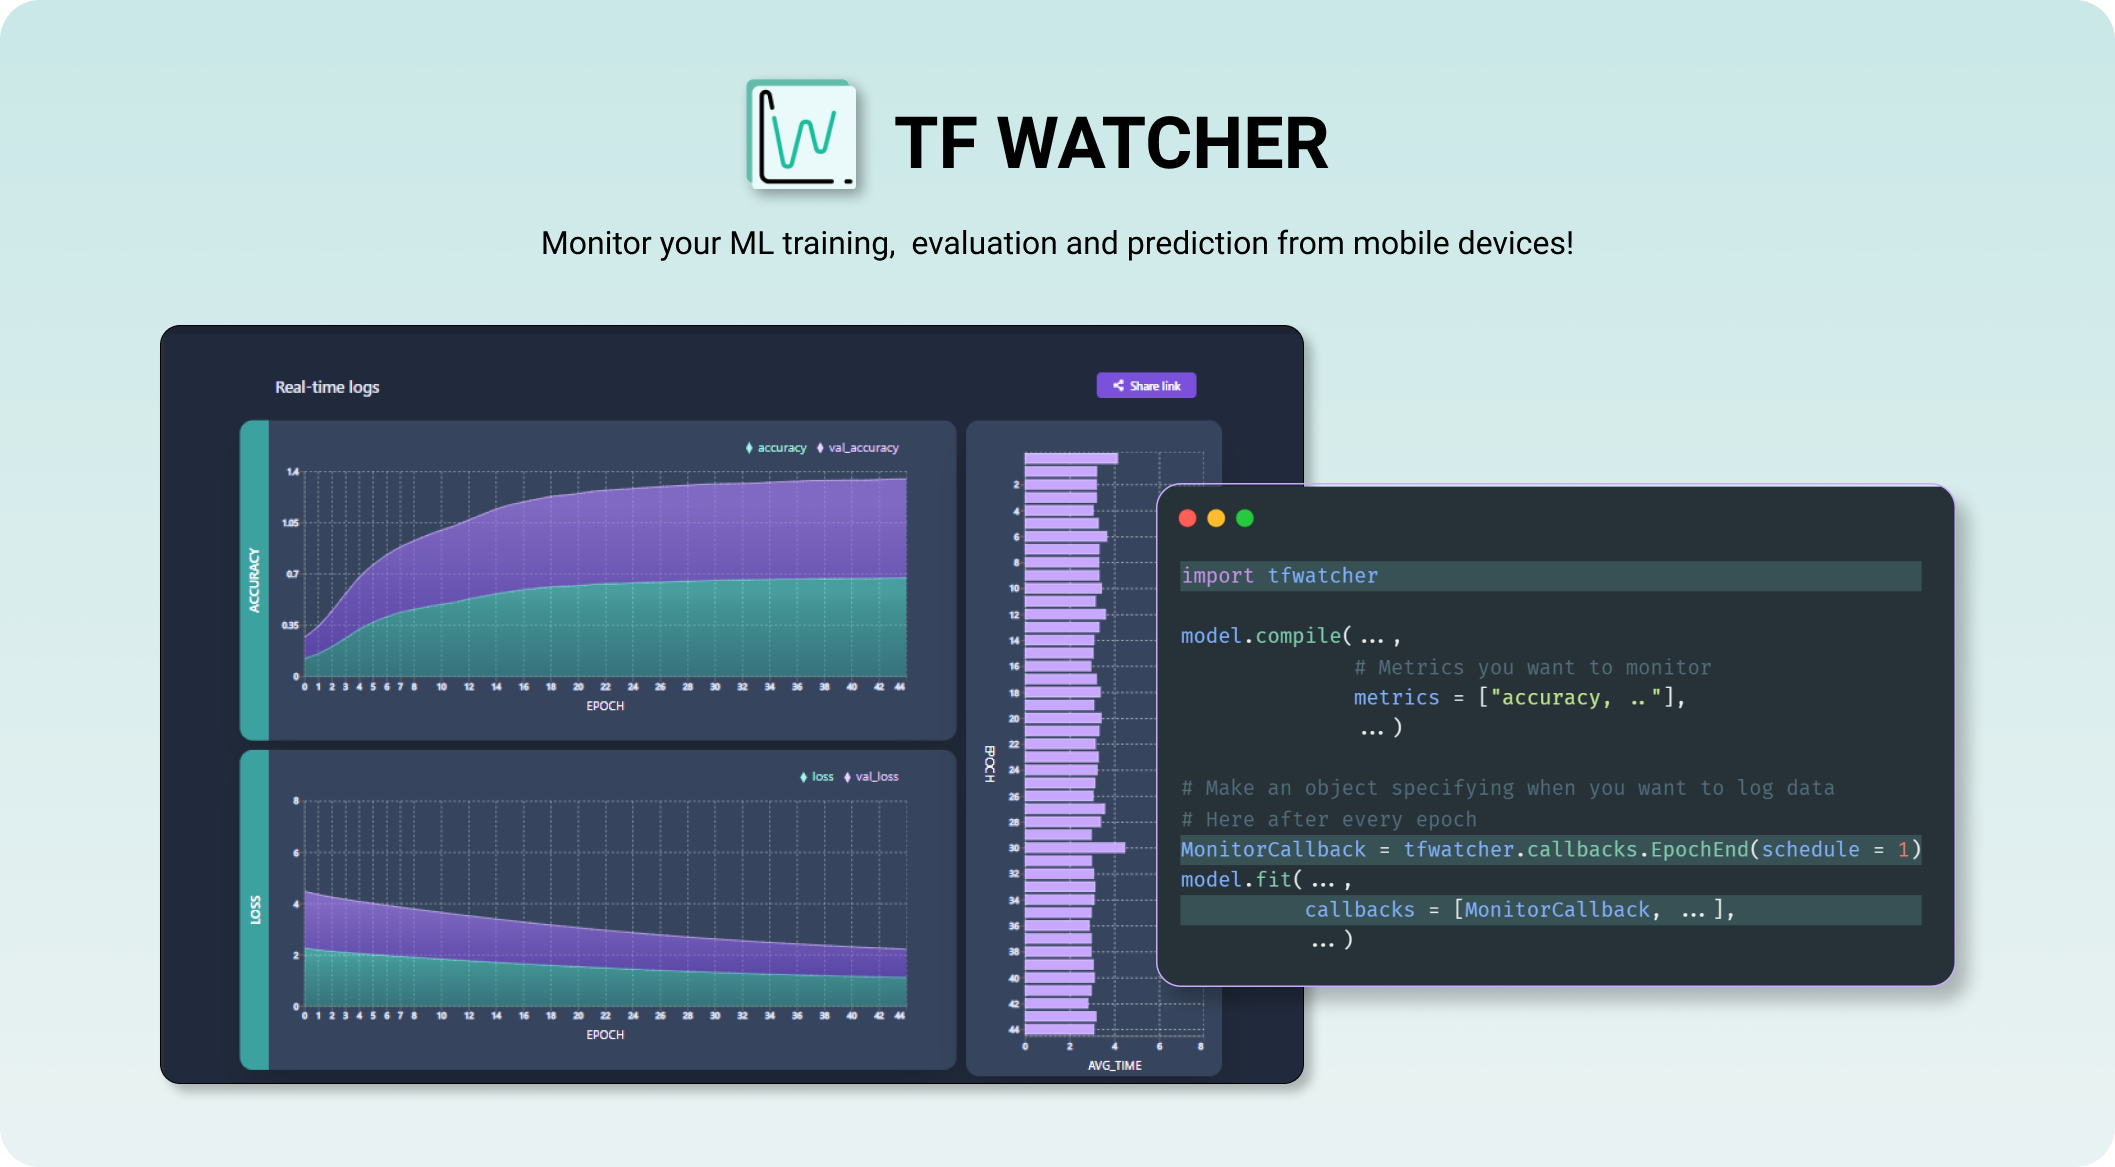 TF WATCHER
Monitor your ML training,  evaluation and prediction from mobile devices!
Real-time logs
Share link
ACCURACY
accuracy val_accuracy
1.4
1.05
0.7
0.35
0
0 1 2 3 4 5 6 7 8 10 12 14 16 18 20 22 24 26 28 30 32 34 36 38 40 42 44
EPOCH
LOSS
loss val_loss
8
6
4
2
0
0 1 2 3 4 5 6 7 8 10 12 14 16 18 20 22 24 26 28 30 32 34 36 38 40 42 44
EPOCH
EPOCH
2
4
6
8
10
12
14
16
18
20
22
24
26
28
30
32
34
36
38
40
42
44
0 2 4 6 8
AVG_TIME
import tfwatcher
model.compile(... ,
# Metrics you want to monitor
metrics = ["accuracy, .."],
... )
# Make an object specifying when you want to log data
# Here after every epoch
MonitorCallback = tfwatcher.callbacks.EpochEnd(schedule = 1)
model.fit(... ,
callbacks = [MonitorCallback, ... ],
... )